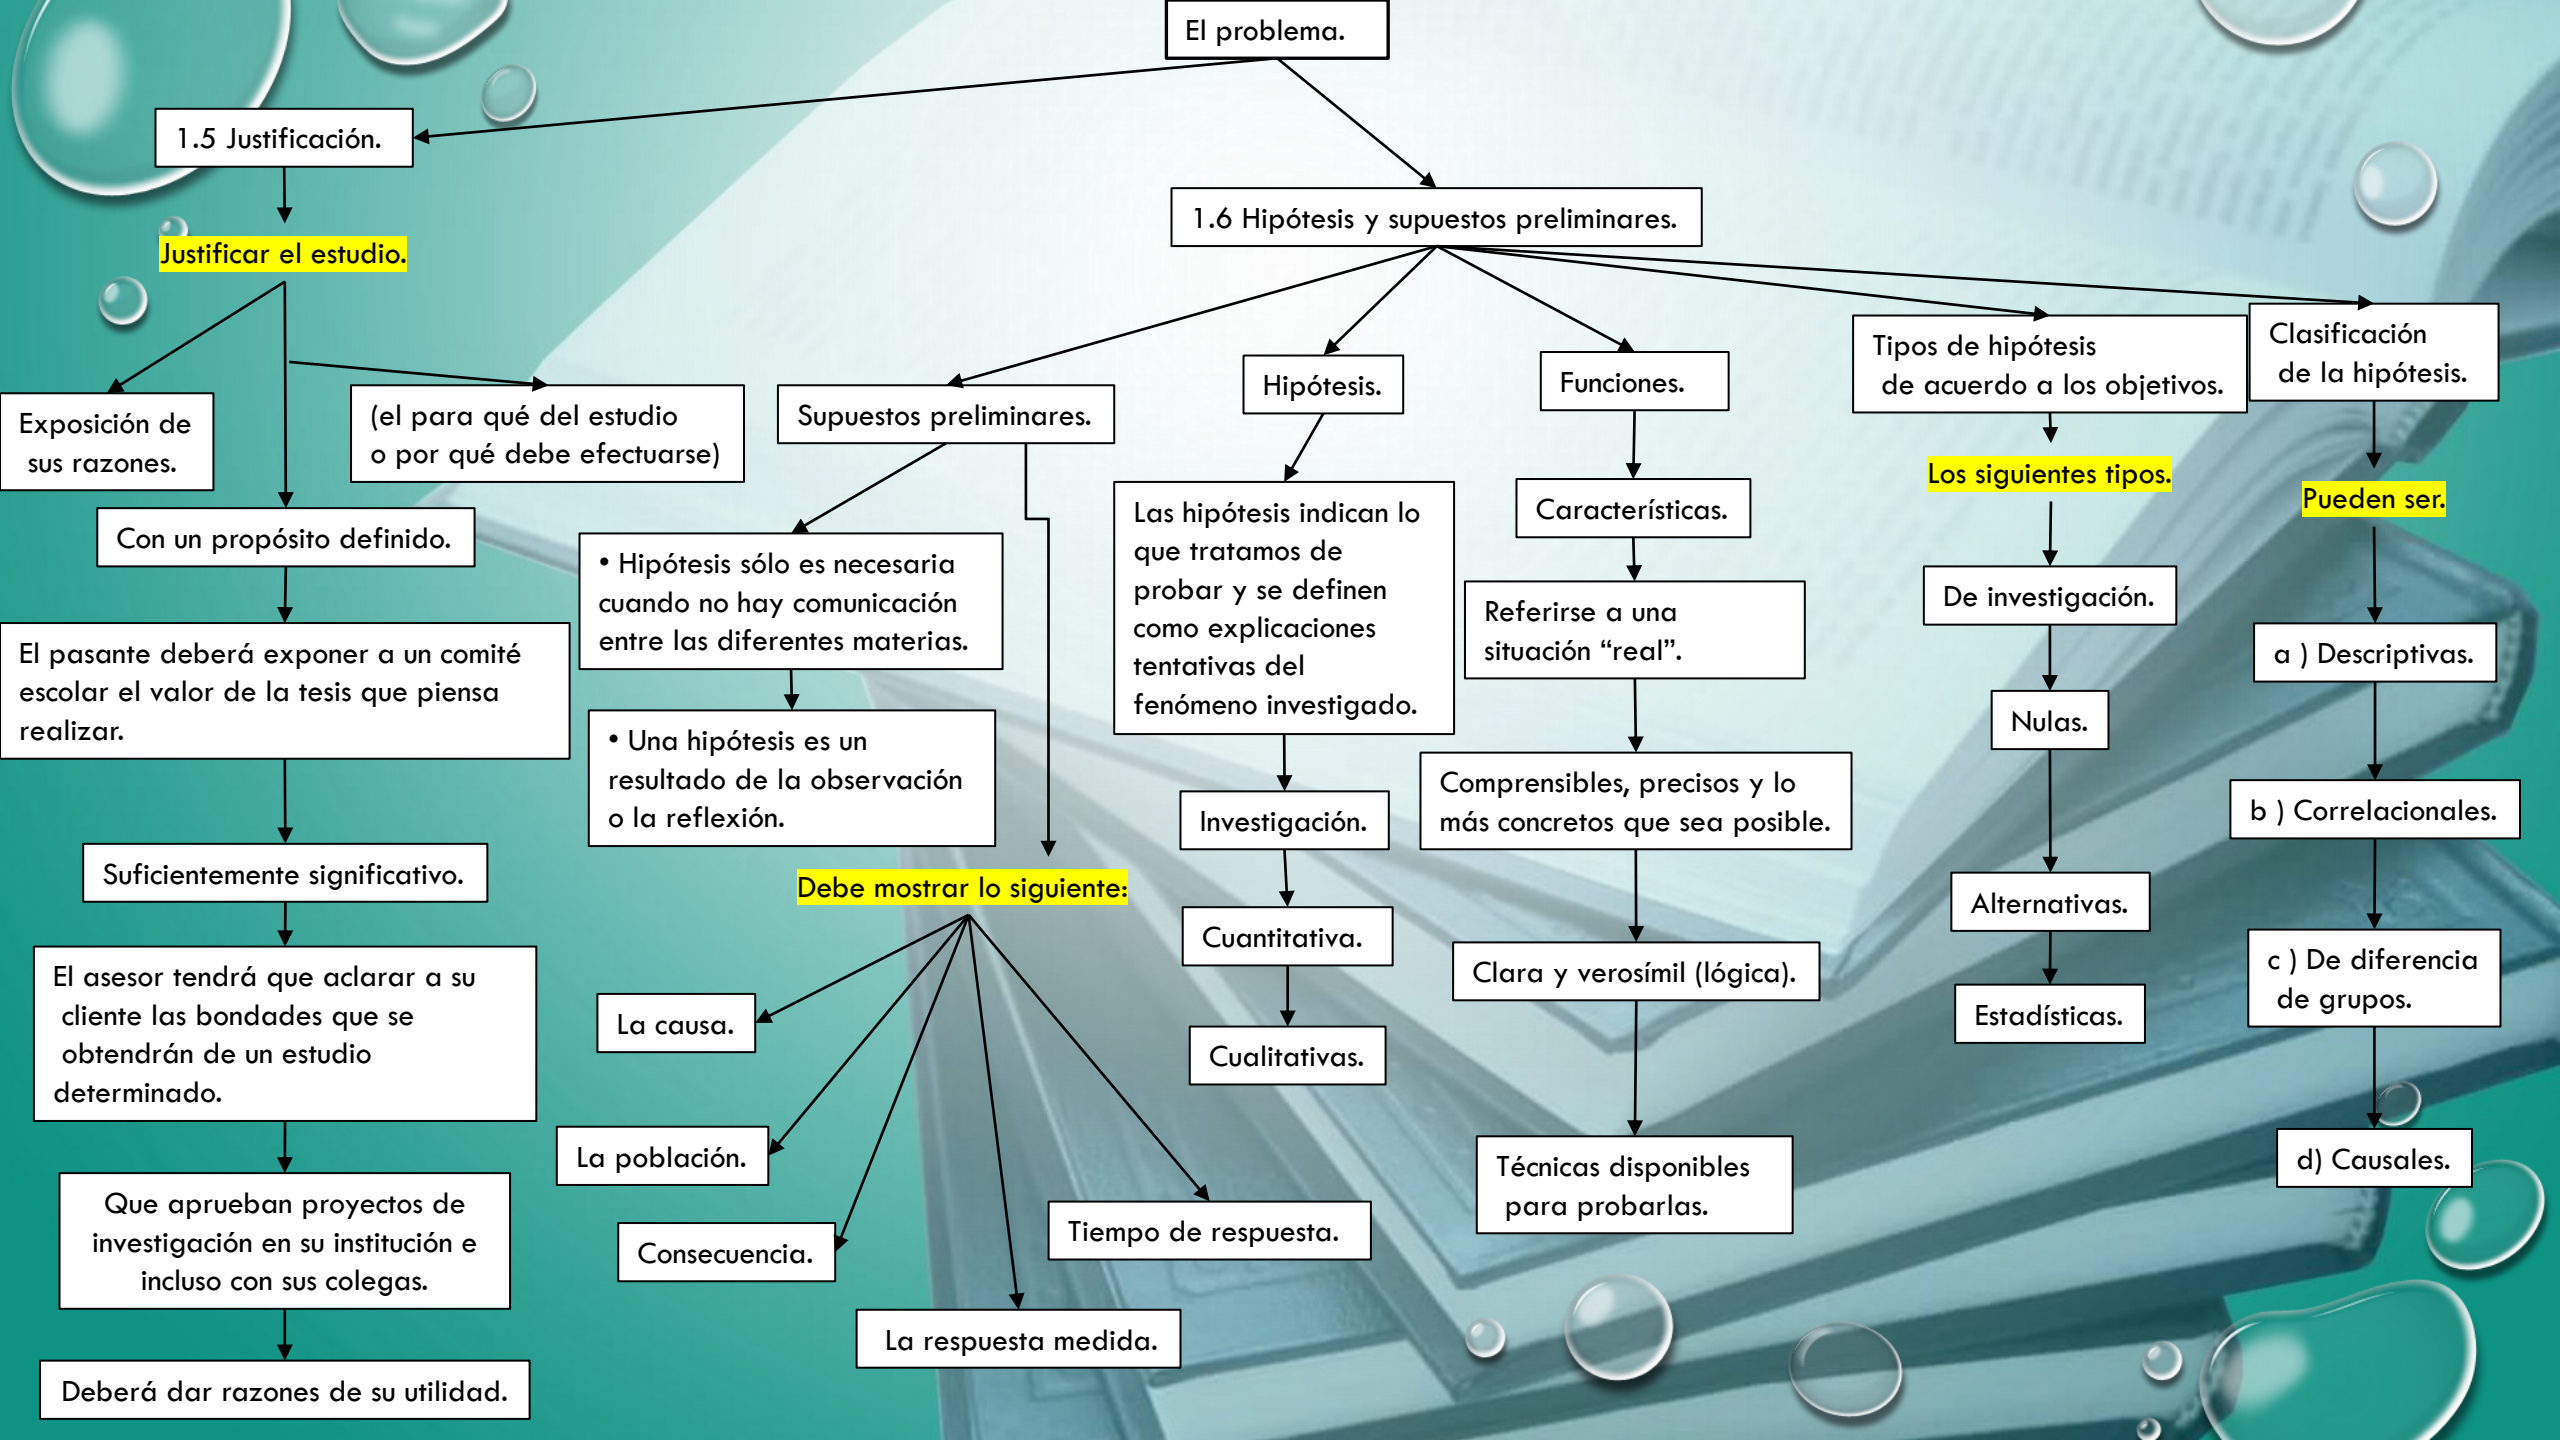 El problema.
1.5 Justificación.
Justificar el estudio.
Exposición de
sus razones.
(el para qué del estudio
o por qué debe efectuarse)
Con un propósito definido.
El pasante deberá exponer a un comité
escolar el valor de la tesis que piensa
realizar.
Suficientemente significativo.
El asesor tendrá que aclarar a su
cliente las bondades que se
obtendrán de un estudio
determinado.
Que aprueban proyectos de
investigación en su institución e
incluso con sus colegas.
Deberá dar razones de su utilidad.
1.6 Hipótesis y supuestos preliminares.
Supuestos preliminares.
• Hipótesis sólo es necesaria
cuando no hay comunicación
entre las diferentes materias.
• Una hipótesis es un
resultado de la observación
o la reflexión.
Debe mostrar lo siguiente:
La causa.
La población.
Consecuencia.
La respuesta medida.
Tiempo de respuesta.
Hipótesis.
Las hipótesis indican lo
que tratamos de
probar y se definen
como explicaciones
tentativas del
fenómeno investigado.
Investigación.
Cuantitativa.
Cualitativas.
Funciones.
Características.
Referirse a una
situación “real”.
Comprensibles, precisos y lo
más concretos que sea posible.
Clara y verosímil (lógica).
Técnicas disponibles
para probarlas.
Tipos de hipótesis
de acuerdo a los objetivos.
Los siguientes tipos.
De investigación.
Nulas.
Alternativas.
Estadísticas.
Clasificación
de la hipótesis.
Pueden ser.
a ) Descriptivas.
b ) Correlacionales.
c ) De diferencia
de grupos.
d) Causales.